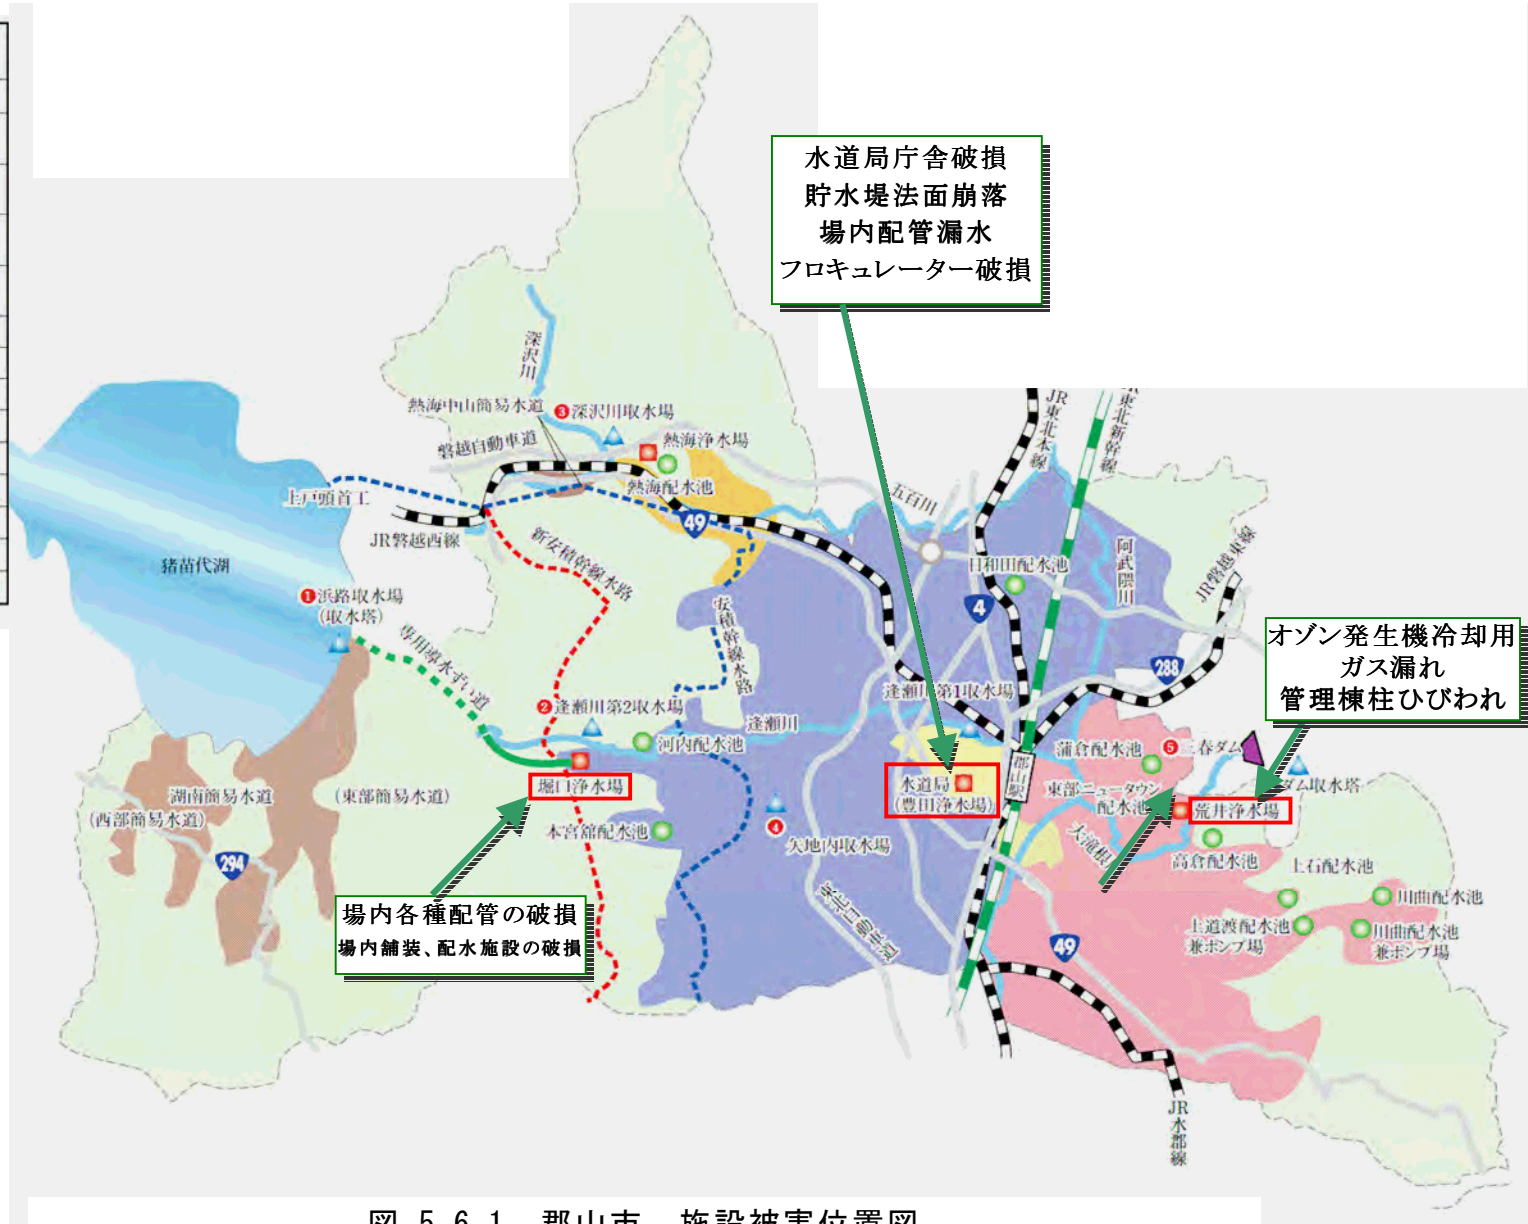 水道局庁舎破損
貯水堤法面崩落
場内配管漏水
フロキュレーター破損
深沢川
熱海中山簡易水道
3 深沢川取水場
磐越自動車道
熱海浄水場
熱海配水池
上戸頭首工
JR磐越西線
49
五百川
JR東北本線
東北新幹線
新安積幹線水路
猪苗代湖
1 浜路取水場
(取水塔)
専用導水ずい道
安積幹線水路
日和田配水池
阿武隈川
JR磐越東線
4
288
オゾン発生機冷却用
ガス漏れ
管理棟柱ひびわれ
2 逢瀬川第2取水場
逢瀬川
逢瀬川第1取水場
河内配水池
堀口浄水場
水道局
(豊田浄水場)
郡山駅
蒲倉配水池
5 三春ダム
東部ニュータウン
配水池
ダム取水塔
荒井浄水場
大滝根
高倉配水池
湖南簡易水道
(西部簡易水道)
(東部簡易水道)
294
本宮舘配水池
4
矢地内取水場
東北自動車道
上石配水池
川曲配水池
上道渡配水池
兼ポンプ場
川曲配水池
兼ポンプ場
49
場内各種配管の破損
場内舗装、配水施設の破損
JR水郡線
図 5.6.1 郡山市 施設被害位置図